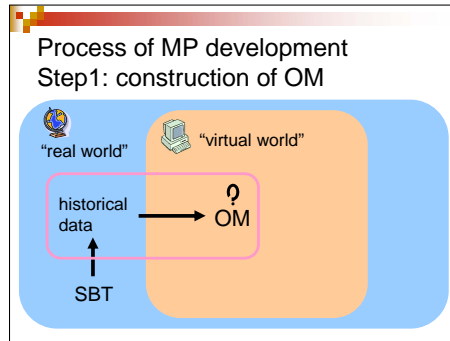 Process of MP development
Step1: construction of OM
“real world”
“virtual world”
historical
data
?
OM
SBT